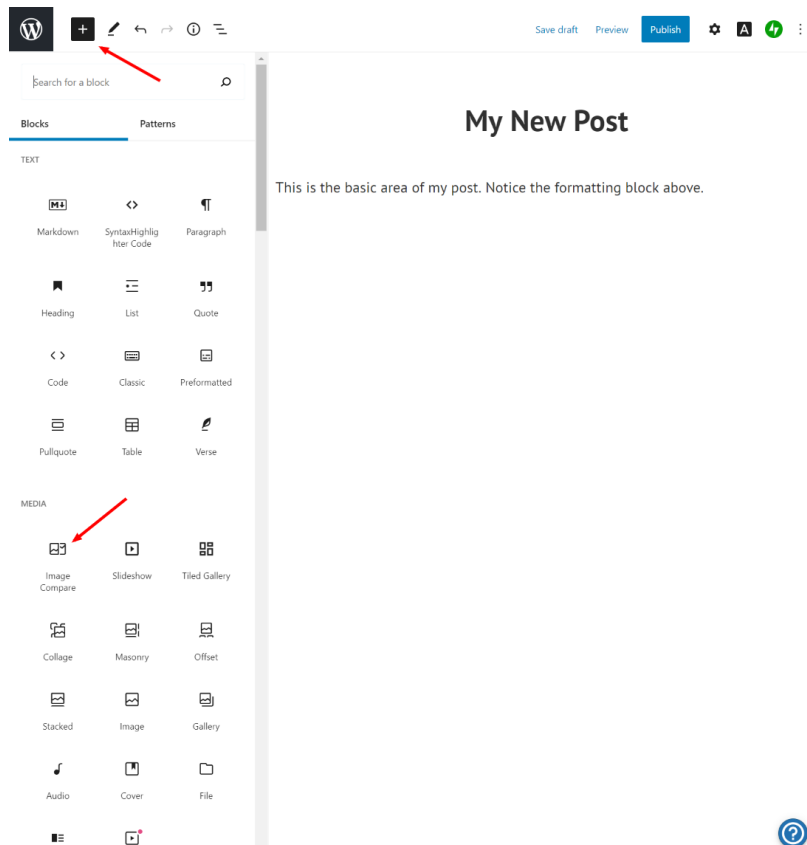 Save draft Preview Publish
Search for a block
Blocks Patterns
TEXT
Markdown SyntaxHighlig Paragraph
hter Code
Heading List Quote
Code Classic Preformatted
Pullquote Table Verse
MEDIA
Image Slideshow Tiled Gallery
Compare
Collage Masonry Offset
Stacked Image Gallery
Audio Cover File
My New Post
This is the basic area of my post. Notice the formatting block above.